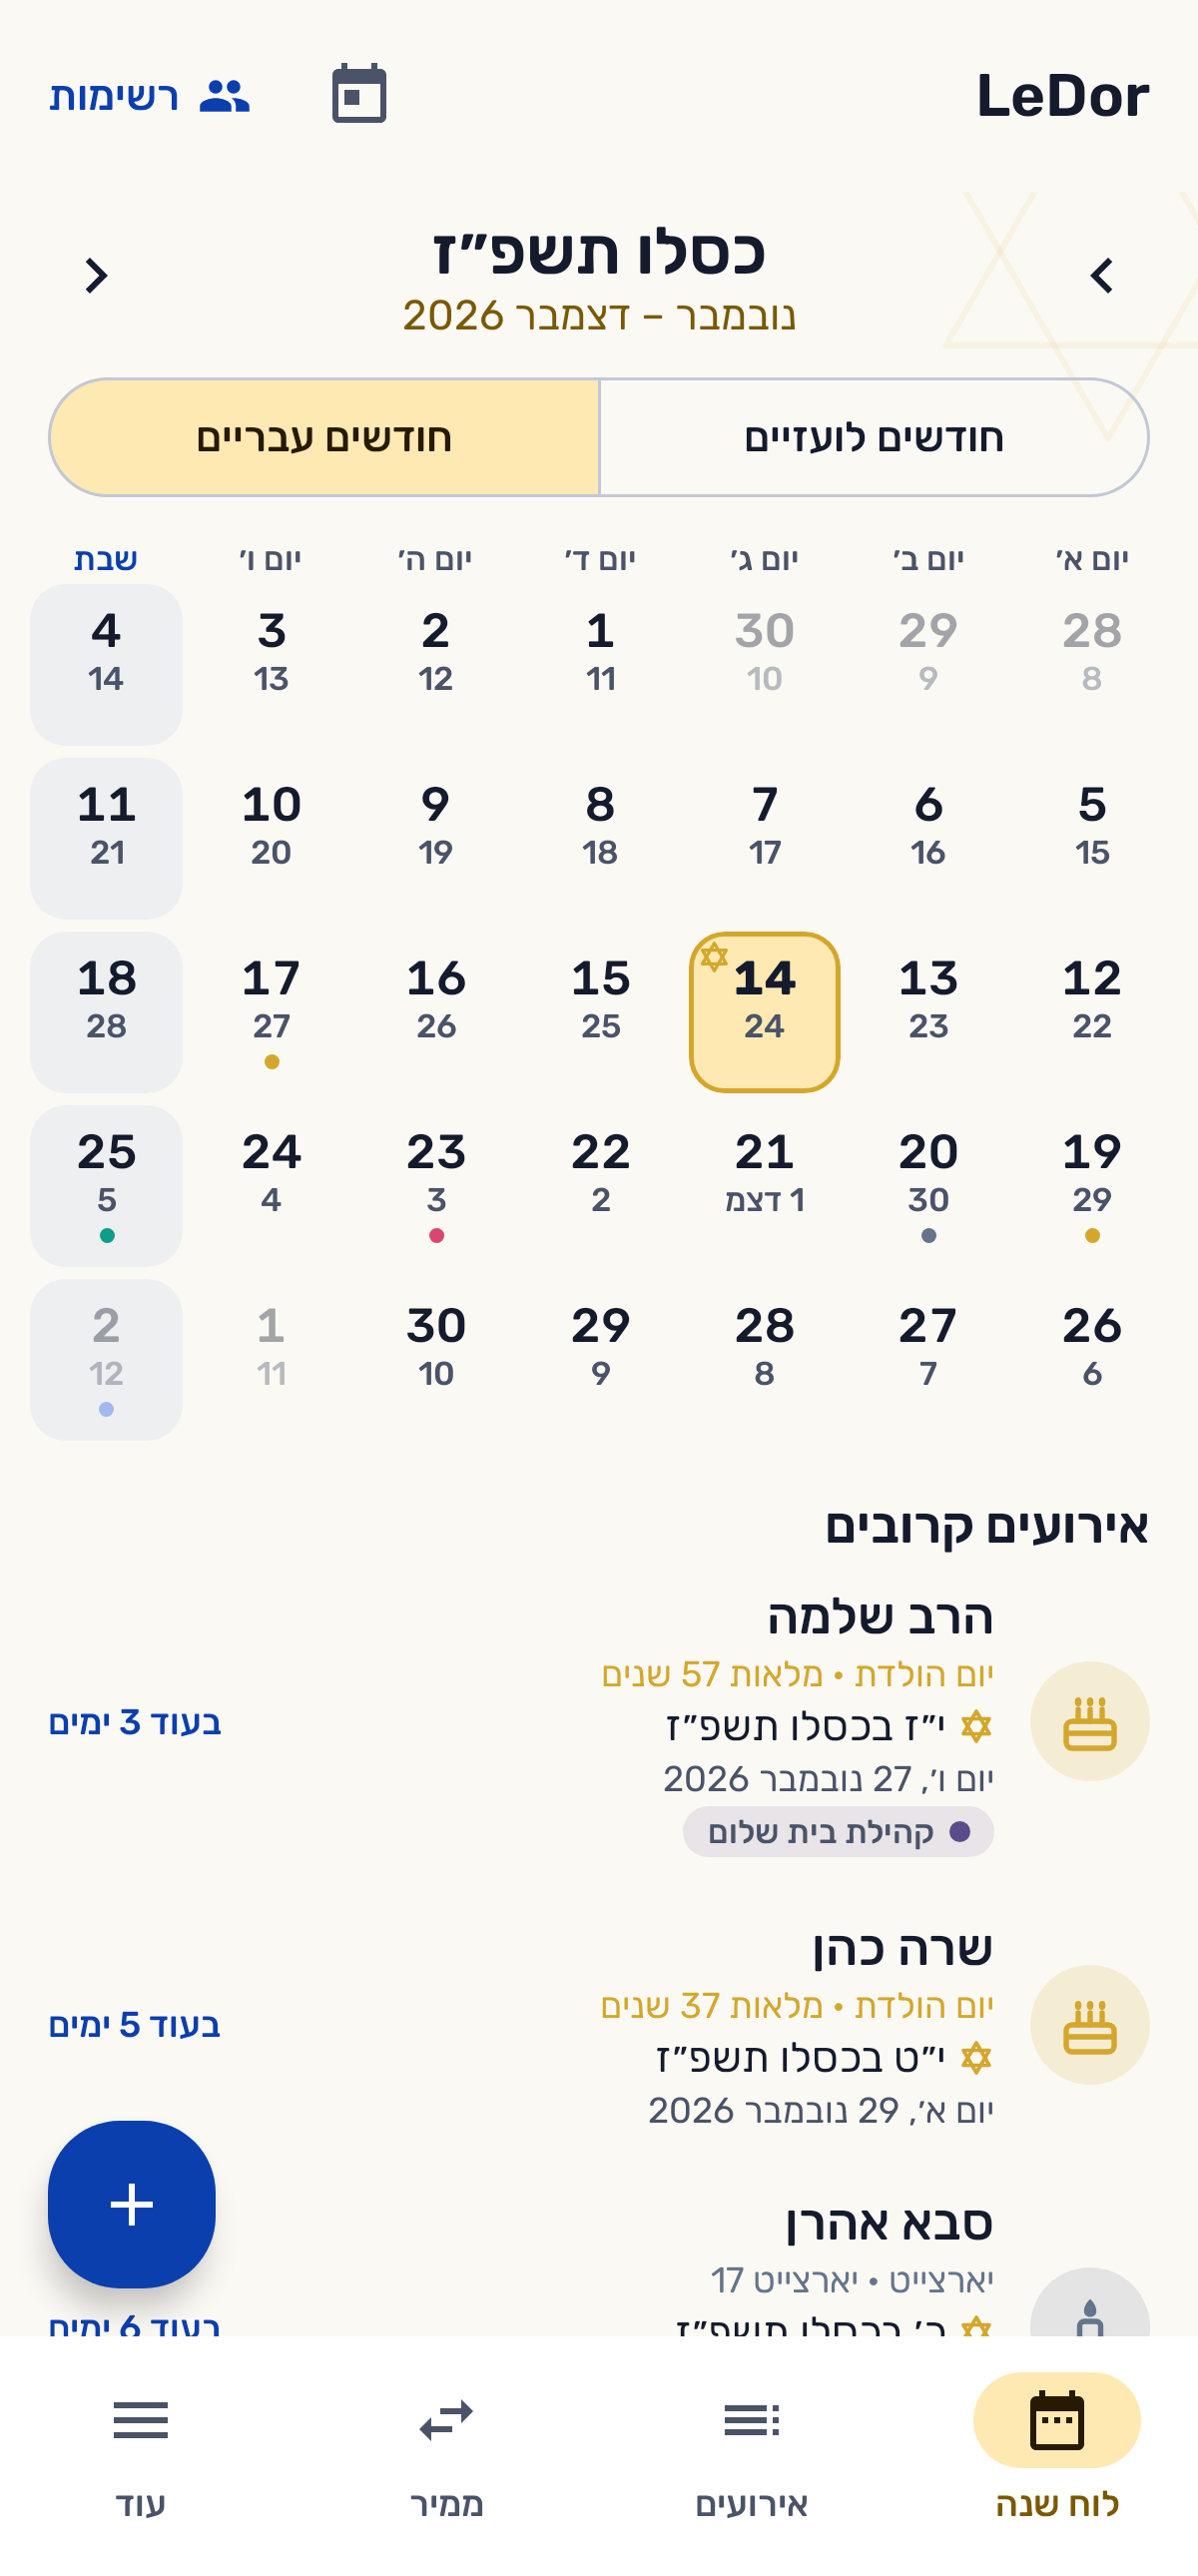 LeDor
רשימות
כסלו תשפ״ז
נובמבר – דצמבר 2026
חודשים לועזיים
חודשים עבריים
יום א׳ יום ב׳ יום ג׳ יום ד׳ יום ה׳ יום ו׳ שבת
28 29 30 1 2 3 4
8 9 10 11 12 13 14
5 6 7 8 9 10 11
15 16 17 18 19 20 21
12 13 14 15 16 17 18
22 23 24 25 26 27 28
19 20 21 22 23 24 25
29 30 1 דצמ 2 3 4 5
26 27 28 29 30 1 2
6 7 8 9 10 11 12
אירועים קרובים
הרב שלמה
יום הולדת • מלאות 57 שנים
י״ז בכסלו תשפ״ז
יום ו׳, 27 נובמבר 2026
קהילת בית שלום
בעוד 3 ימים
שרה כהן
יום הולדת • מלאות 37 שנים
י״ט בכסלו תשפ״ז
יום א׳, 29 נובמבר 2026
בעוד 5 ימים
סבא אהרן
יארצייט • יארצייט 17
כ׳ בכסלו תשפ״ז
בעוד 6 ימים
לוח שנה
אירועים
ממיר
עוד